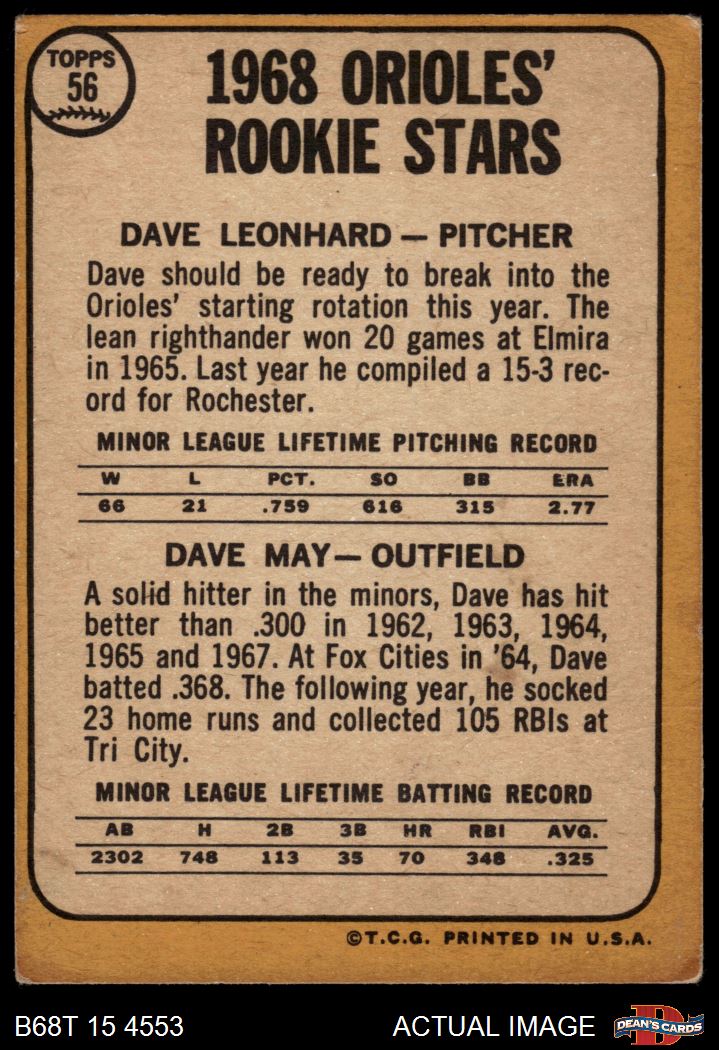 TOPPS
56
1968 ORIOLES'
ROOKIE STARS
DAVE LEONHARD — PITCHER
Dave should be ready to break into the
Orioles' starting rotation this year. The
lean righthander won 20 games at Elmira
in 1965. Last year he compiled a 15-3 rec-
ord for Rochester.
MINOR LEAGUE LIFETIME PITCHING RECORD
W L PCT. SO BB ERA
66 21 .759 616 315 2.77
DAVE MAY — OUTFIELD
A solid hitter in the minors, Dave has hit
better than .300 in 1962, 1963, 1964,
1965 and 1967. At Fox Cities in '64, Dave
batted .368. The following year, he socked
23 home runs and collected 105 RBIs at
Tri City.
MINOR LEAGUE LIFETIME BATTING RECORD
AB H 2B 3B HR RBI AVG.
2302 748 113 35 70 348 .325
©T.C.G. PRINTED IN U.S.A.
B68T 15 4553 ACTUAL IMAGE D DEAN'S CARDS